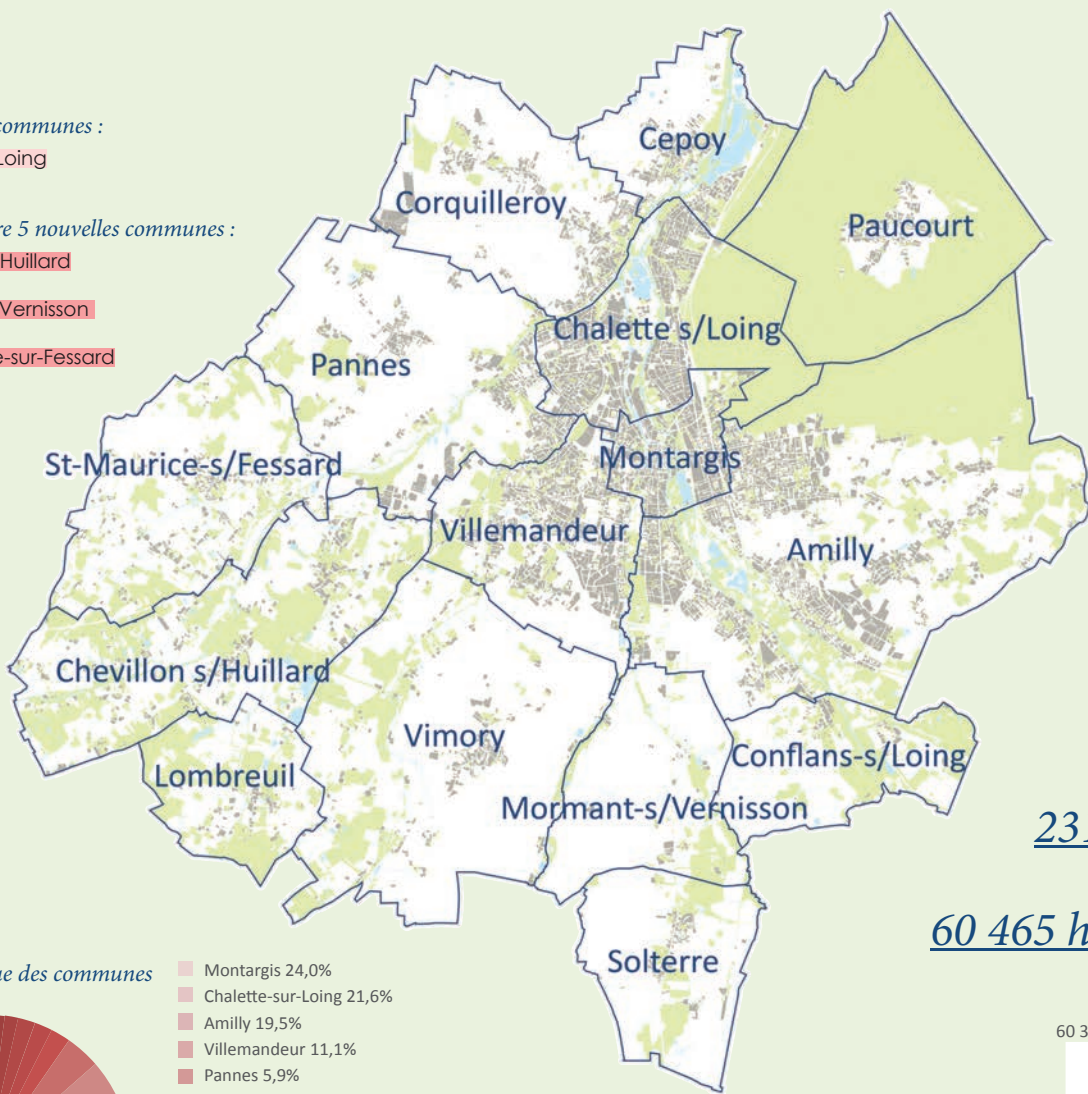 communes :
Loing
re 5 nouvelles communes :
Huillard
Vernisson
e-sur-Fessard
Cepoy
Corquilleroy
Paucourt
Chalette s/Loing
Pannes
St-Maurice-s/Fessard
Montargis
Villemandeur
Amilly
Chevillon s/Huillard
Vimory
Conflans-s/Loing
Lombreuil
Mormant-s/Vernisson
Solterre
231
60 465 h
ue des communes
Montargis 24,0%
Chalette-sur-Loing 21,6%
Amilly 19,5%
Villemandeur 11,1%
Pannes 5,9%
60 3